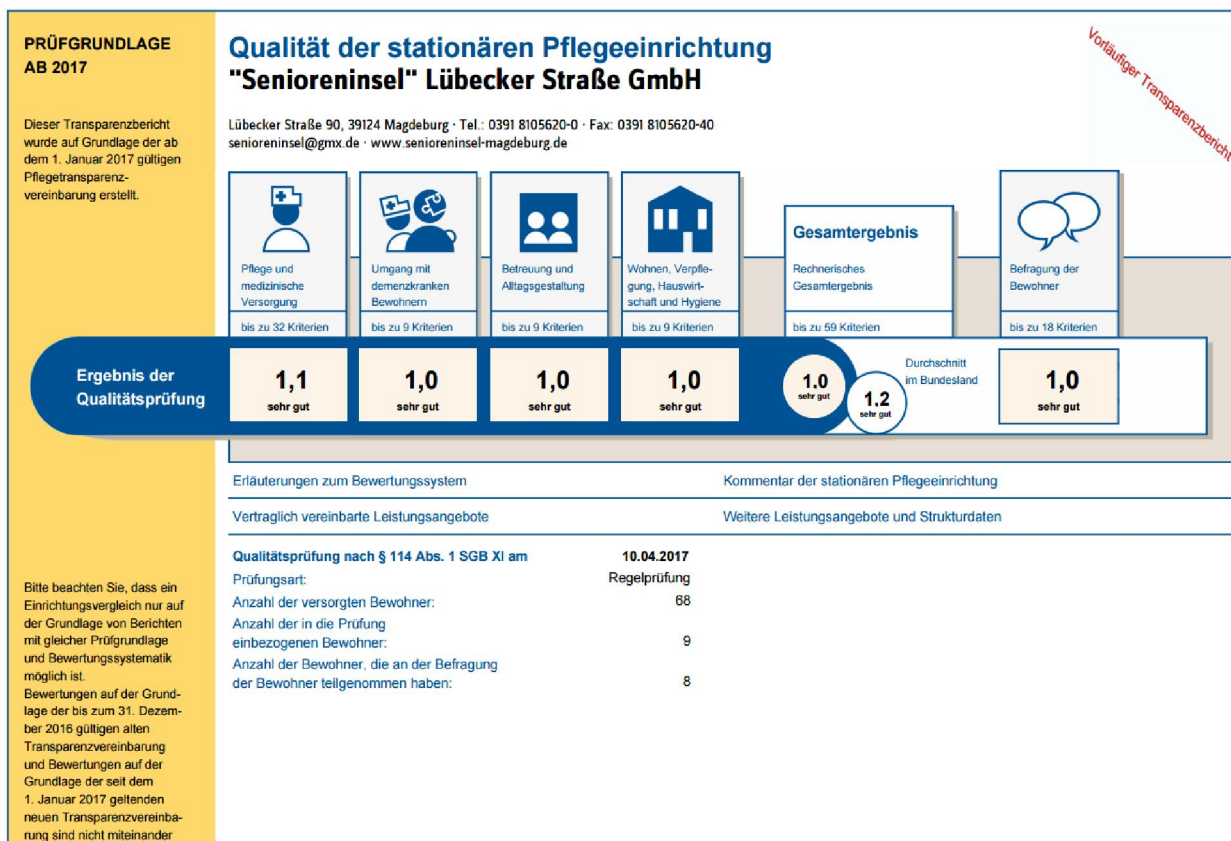 PRÜFGRUNDLAGE
AB 2017
Dieser Transparenzbericht
wurde auf Grundlage der ab
dem 1. Januar 2017 gültigen
Pflegetransparenz-
vereinbarung erstellt.
Bitte beachten Sie, dass ein
Einrichtungsvergleich nur auf
der Grundlage von Berichten
mit gleicher Prüfgrundlage
und Bewertungssystematik
möglich ist.
Bewertungen auf der Grund-
lage der bis zum 31. Dezem-
ber 2016 gültigen alten
Transparenzvereinbarung
und Bewertungen auf der
Grundlage der seit dem
1. Januar 2017 geltenden
neuen Transparenzvereinba-
rung sind nicht miteinander
Qualität der stationären Pflegeeinrichtung
"Senioreninsel" Lübecker Straße GmbH
Vorläufiger Transparenzbericht
Lübecker Straße 90, 39124 Magdeburg · Tel.: 0391 8105620-0 · Fax: 0391 8105620-40
senioreninsel@gmx.de · www.senioreninsel-magdeburg.de
Pflege und
medizinische
Versorgung
bis zu 32 Kriterien
Umgang mit
demenzkranken
Bewohnern
bis zu 9 Kriterien
Betreuung und
Alltagsgestaltung
bis zu 9 Kriterien
Wohnen, Verpfle-
gung, Hauswirt-
schaft und Hygiene
bis zu 9 Kriterien
Gesamtergebnis
Rechnerisches
Gesamtergebnis
bis zu 59 Kriterien
Befragung der
Bewohner
bis zu 18 Kriterien
Ergebnis der
Qualitätsprüfung
1,1
sehr gut
1,0
sehr gut
1,0
sehr gut
1,0
sehr gut
1.0
sehr gut
1.2
sehr gut
Durchschnitt
im Bundesland
1,0
sehr gut
Erläuterungen zum Bewertungssystem
Kommentar der stationären Pflegeeinrichtung
Vertraglich vereinbarte Leistungsangebote
Weitere Leistungsangebote und Strukturdaten
Qualitätsprüfung nach § 114 Abs. 1 SGB XI am 10.04.2017
Prüfungsart: Regelprüfung
Anzahl der versorgten Bewohner: 68
Anzahl der in die Prüfung
einbezogenen Bewohner: 9
Anzahl der Bewohner, die an der Befragung
der Bewohner teilgenommen haben: 8